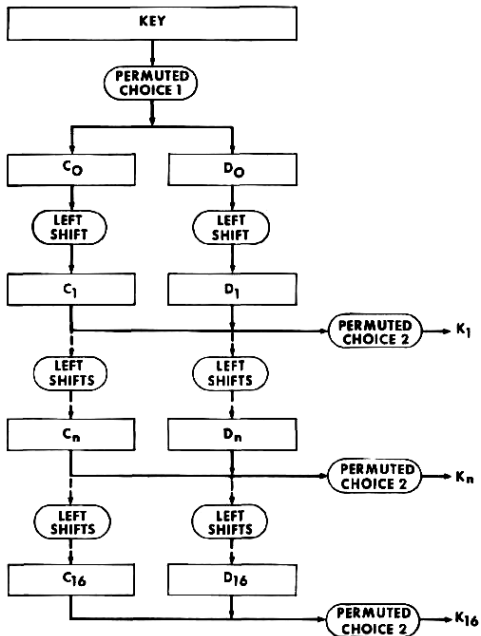 KEY
PERMUTED
CHOICE 1
C0 D0
LEFT
SHIFT
LEFT
SHIFT
C1 D1
PERMUTED
CHOICE 2
K1
LEFT
SHIFTS
LEFT
SHIFTS
Cn Dn
PERMUTED
CHOICE 2
Kn
LEFT
SHIFTS
LEFT
SHIFTS
C16 D16
PERMUTED
CHOICE 2
K16